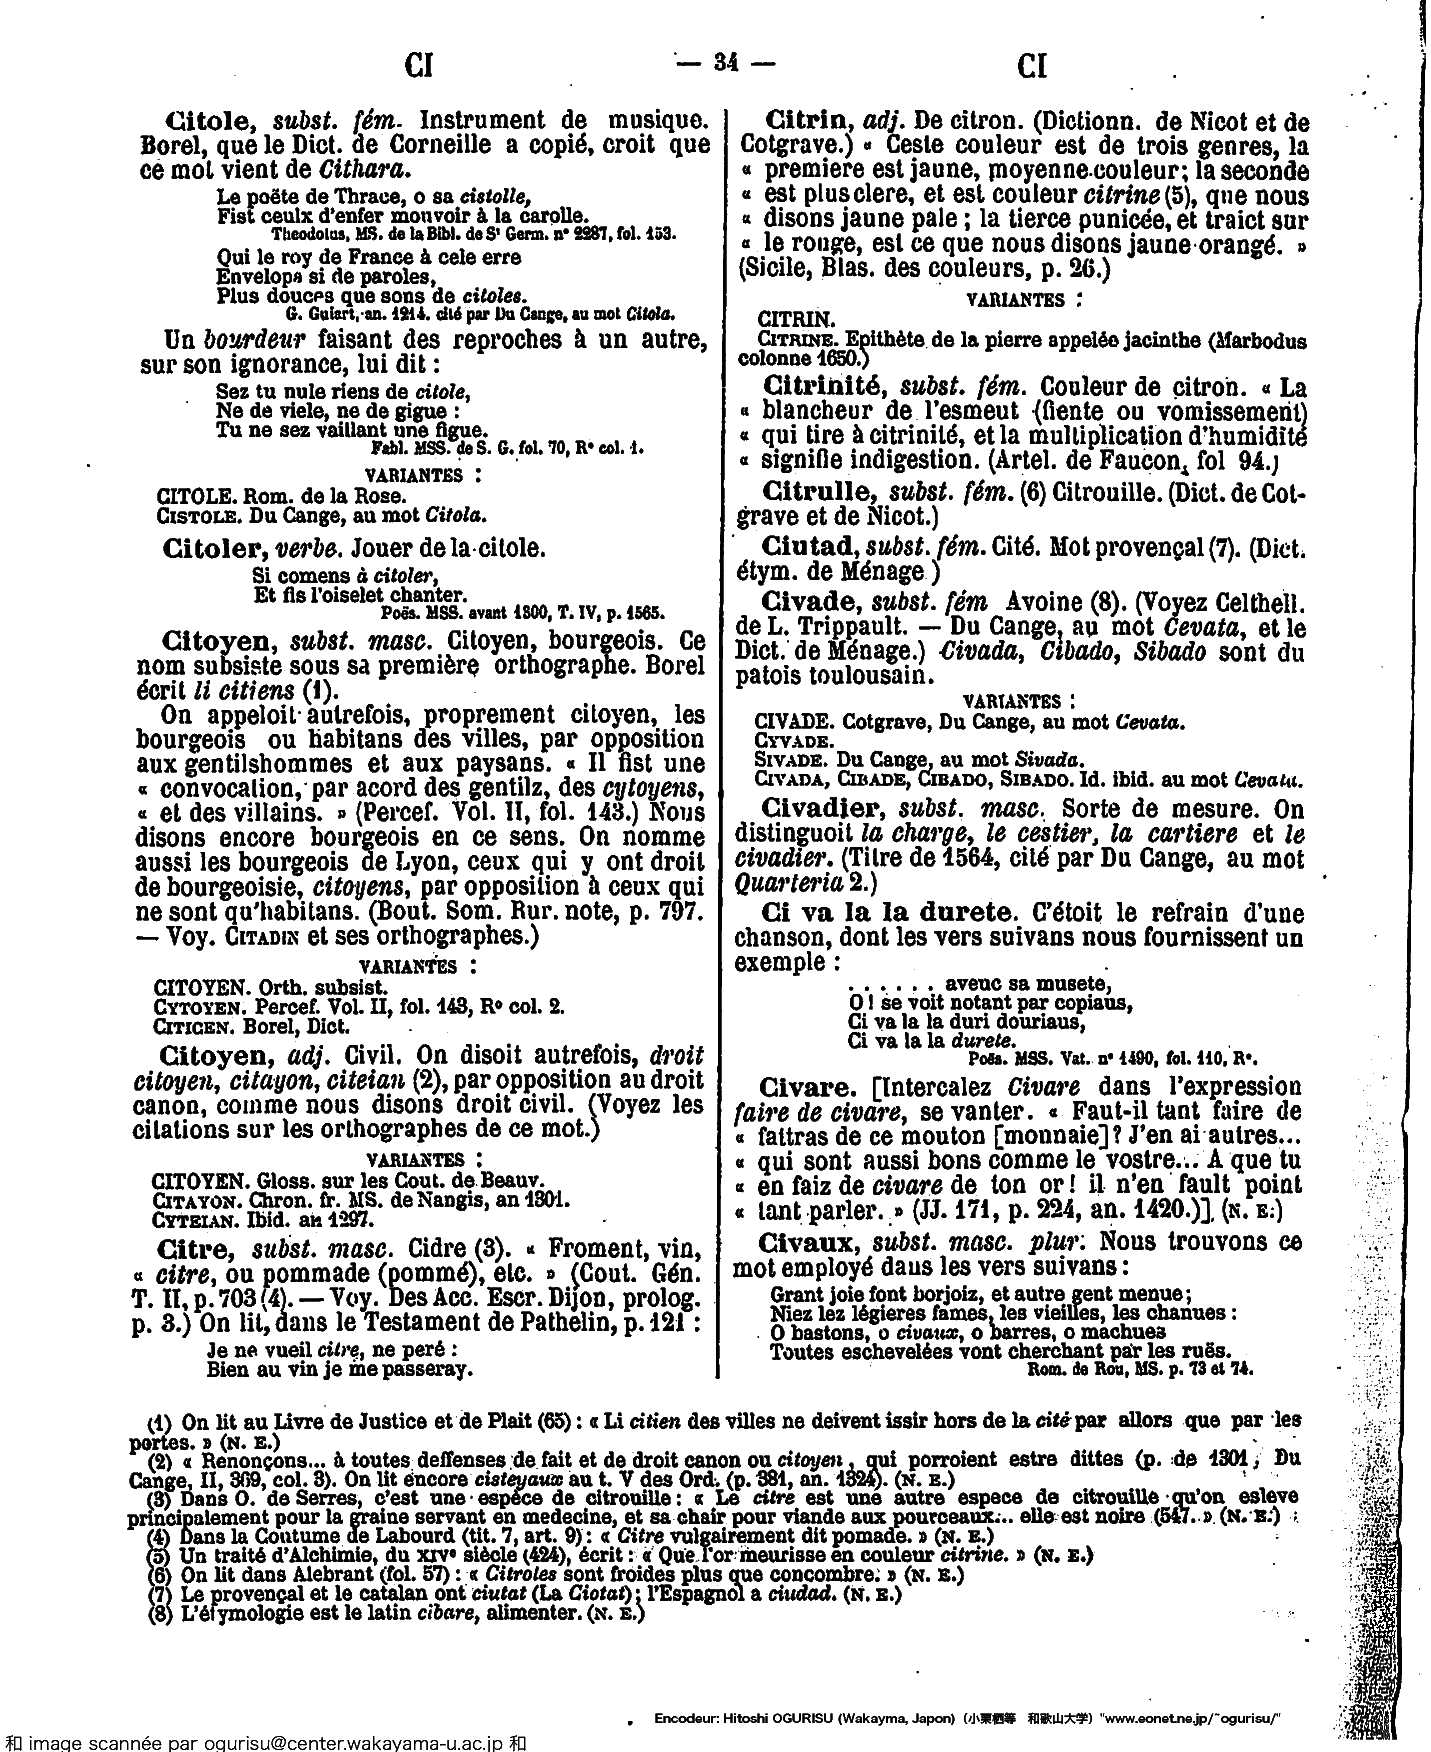 CI — 34 — CI
Citole, subst. fém. Instrument de musique.
Borel, que le Dict. de Corneille a copié, croit que
ce mot vient de Cithara.
Le poëte de Thrace, o sa cistolle,
Fist ceulx d'enfer mouvoir à la carolle.
Theodolus, MS. de la Bibl. de St Germ. n° 2287, fol. 153.
Qui le roy de France à cele erre
Envelopa si de paroles,
Plus douces que sons de citoles.
G. Guiart, an. 1214. cité par Du Cange, au mot Citola.
Un bourdeur faisant des reproches à un autre,
sur son ignorance, lui dit :
Sez tu nule riens de citole,
Ne de viele, ne de gigue :
Tu ne sez vaillant une figue.
Fabl. MSS. de S. G. fol. 70, R° col. 1.
VARIANTES :
CITOLE. Rom. de la Rose.
CISTOLE. Du Cange, au mot Citola.
Citoler, verbe. Jouer de la citole.
Si comens à citoler,
Et fis l'oiselet chanter.
Poës. MSS. avant 1300, T. IV, p. 1565.
Citoyen, subst. masc. Citoyen, bourgeois. Ce
nom subsiste sous sa première orthographe. Borel
écrit li citiens (1).
On appeloit autrefois, proprement citoyen, les
bourgeois ou habitans des villes, par opposition
aux gentilshommes et aux paysans. « Il fist une
« convocation, par acord des gentilz, des cytoyens,
« et des villains. » (Percef. Vol. II, fol. 143.) Nous
disons encore bourgeois en ce sens. On nomme
aussi les bourgeois de Lyon, ceux qui y ont droit
de bourgeoisie, citoyens, par opposition à ceux qui
ne sont qu'habitans. (Bout. Som. Rur. note, p. 797.
— Voy. CITADIN et ses orthographes.)
VARIANTES :
CITOYEN. Orth. subsist.
CYTOYEN. Percef. Vol. II, fol. 143, R° col. 2.
CITICEN. Borel, Dict.
Citoyen, adj. Civil. On disoit autrefois, droit
citoyen, citayon, citeian (2), par opposition au droit
canon, comme nous disons droit civil. (Voyez les
citations sur les orthographes de ce mot.)
VARIANTES :
CITOYEN. Gloss. sur les Cout. de Beauv.
CITAYON. Chron. fr. MS. de Nangis, an 1301.
CYTEIAN. Ibid. an 1297.
Citre, subst. masc. Cidre (3). « Froment, vin,
« citre, ou pommade (pommé), etc. » (Cout. Gén.
T. II, p. 703 (4). — Voy. Des Acc. Escr. Dijon, prolog.
p. 3.) On lit, dans le Testament de Pathelin, p. 121 :
Je ne vueil citre, ne peré :
Bien au vin je me passeray.
Citrin, adj. De citron. (Dictionn. de Nicot et de
Cotgrave.) « Ceste couleur est de trois genres, la
« premiere est jaune, moyenne couleur; la seconde
« est plus clere, et est couleur citrine (5), que nous
« disons jaune pale ; la tierce punicée, et traict sur
« le rouge, est ce que nous disons jaune orangé. »
(Sicile, Blas. des couleurs, p. 26.)
VARIANTES :
CITRIN.
CITRINE. Epithète de la pierre appelée jacinthe (Marbodus
colonne 1650.)
Citrinité, subst. fém. Couleur de citron. « La
« blancheur de l'esmeut (fiente ou vomissement)
« qui tire à citrinité, et la multiplication d'humidité
« signifie indigestion. (Artel. de Faucon, fol 94.)
Citrulle, subst. fém. (6) Citrouille. (Dict. de Cot-
grave et de Nicot.)
Ciutad, subst. fém. Cité. Mot provençal (7). (Dict.
étym. de Ménage )
Civade, subst. fém Avoine (8). (Voyez Celthell.
de L. Trippault. — Du Cange, au mot Cevata, et le
Dict. de Ménage.) Civada, Cibado, Sibado sont du
patois toulousain.
VARIANTES :
CIVADE. Cotgrave, Du Cange, au mot Cevata.
CYVADE.
SIVADE. Du Cange, au mot Sivada.
CIVADA, CIBADE, CIBADO, SIBADO. Id. ibid. au mot Cevata.
Civadier, subst. masc. Sorte de mesure. On
distinguoit la charge, le cestier, la cartiere et le
civadier. (Titre de 1564, cité par Du Cange, au mot
Quarteria 2.)
Ci va la la durete. C'étoit le refrain d'une
chanson, dont les vers suivans nous fournissent un
exemple :
. . . . . . aveuc sa musete,
O ! se voit notant par copiaus,
Ci va la la duri douriaus,
Ci va la la durete.
Poës. MSS. Vat. n° 1490, fol. 110, R°.
Civare. [Intercalez Civare dans l'expression
faire de civare, se vanter. « Faut-il tant faire de
« fattras de ce mouton [monnaie] ? J'en ai autres...
« qui sont aussi bons comme le vostre... A que tu
« en faiz de civare de ton or ! il n'en fault point
« tant parler. » (JJ. 171, p. 224, an. 1420.)]. (N. E.)
Civaux, subst. masc. plur. Nous trouvons ce
mot employé dans les vers suivans :
Grant joie font borjoiz, et autre gent menue ;
Niez lez légieres fames, les vieilles, les chanues :
O bastons, o civaux, o barres, o machues
Toutes eschevelées vont cherchant par les ruës.
Rom. de Rou, MS. p. 73 et 74.
(1) On lit au Livre de Justice et de Plait (65) : « Li citien des villes ne deivent issir hors de la cité par allors que par les
portes. » (N. E.)
(2) « Renonçons... à toutes deffenses de fait et de droit canon ou citoyen, qui porroient estre dittes (p. de 1301, Du
Cange, II, 369, col. 3). On lit encore cisteyaux au t. V des Ord. (p. 381, an. 1324). (N. E.)
(3) Dans O. de Serres, c'est une espèce de citrouille : « Le citre est une autre espece de citrouille qu'on esleve
principalement pour la graine servant en medecine, et sa chair pour viande aux pourceaux... elle est noire (547. » (N. E.)
(4) Dans la Coutume de Labourd (tit. 7, art. 9) : « Citre vulgairement dit pomade. » (N. E.)
(5) Un traité d'Alchimie, du XIVe siècle (424), écrit : « Que l'or meurisse en couleur citrine. » (N. E.)
(6) On lit dans Alebrant (fol. 57) : « Citroles sont froides plus que concombre. » (N. E.)
(7) Le provençal et le catalan ont ciutat (La Ciotat) ; l'Espagnol a ciudad. (N. E.)
(8) L'étymologie est le latin cibare, alimenter. (N. E.)
Encodeur: Hitoshi OGURISU (Wakayma, Japon)（小栗栖等 和歌山大学）"www.eonet.ne.jp/~ogurisu/"
和 image scannée par ogurisu@center.wakayama-u.ac.jp 和